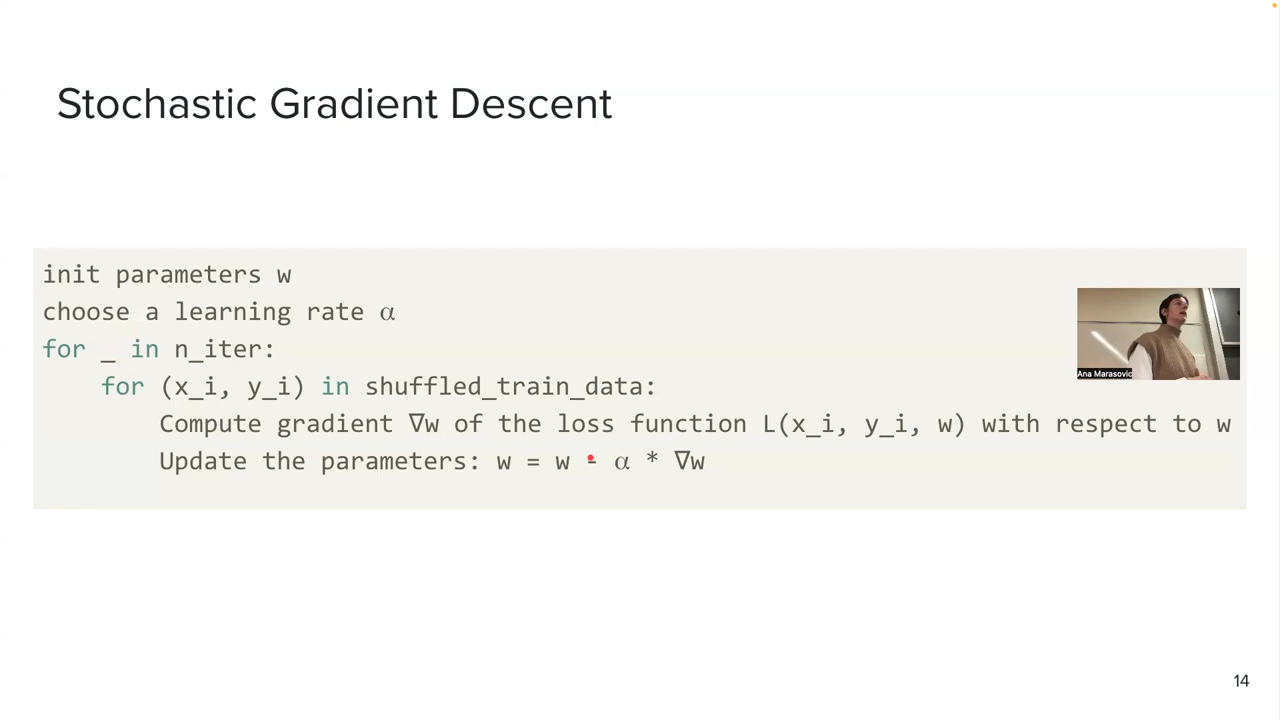 Stochastic Gradient Descent
init parameters w
choose a learning rate α
for _ in n_iter:
for (x_i, y_i) in shuffled_train_data:
Compute gradient ∇w of the loss function L(x_i, y_i, w) with respect to w
Update the parameters: w = w - α * ∇w
Ana Marasovic
14